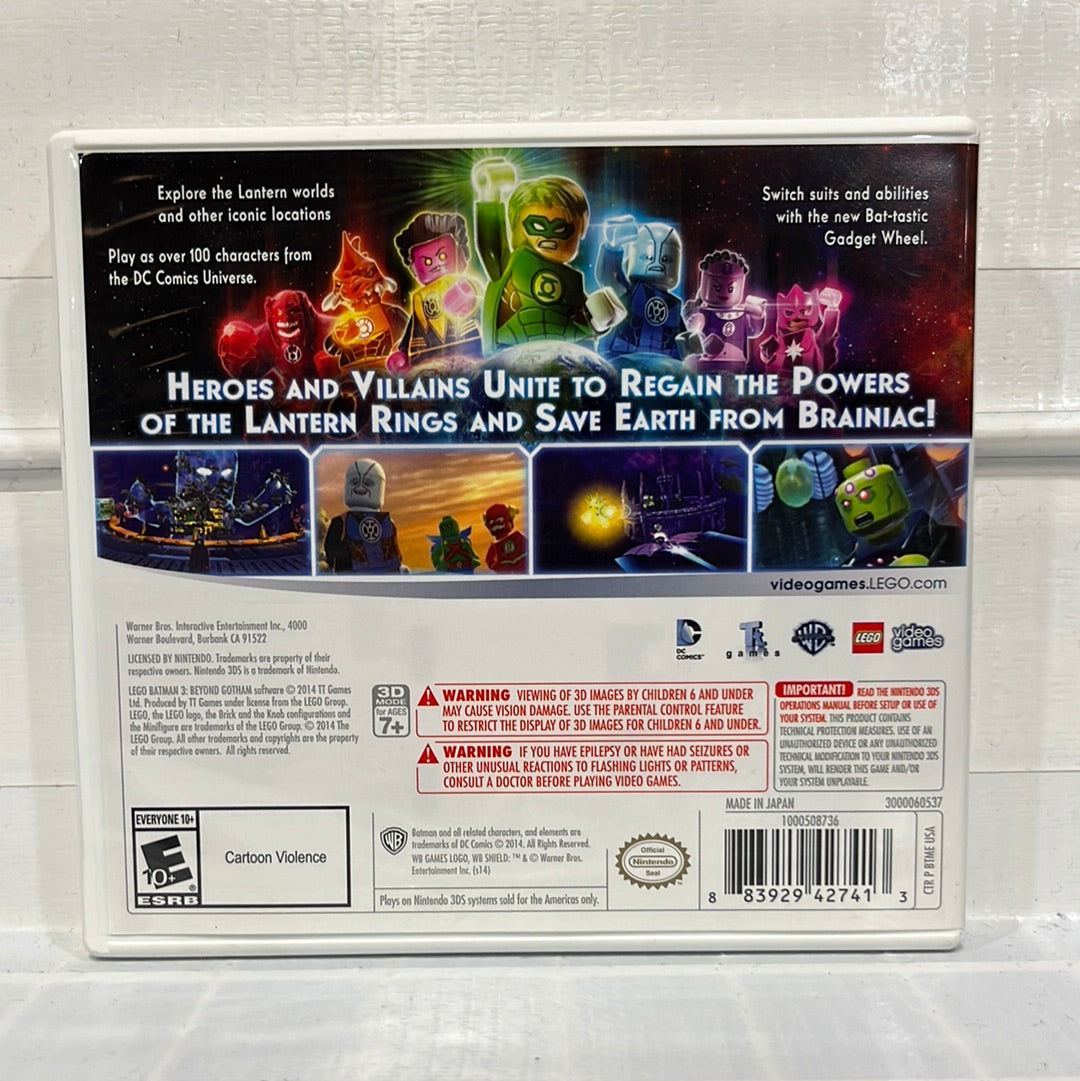 Explore the Lantern worlds
and other iconic locations
Play as over 100 characters from
the DC Comics Universe.
Switch suits and abilities
with the new Bat-tastic
Gadget Wheel.
HEROES AND VILLAINS UNITE TO REGAIN THE POWERS
OF THE LANTERN RINGS AND SAVE EARTH FROM BRAINIAC!
videogames.LEGO.com
Warner Bros. Interactive Entertainment Inc., 4000
Warner Boulevard, Burbank CA 91522
LICENSED BY NINTENDO. Trademarks are property of their
respective owners. Nintendo 3DS is a trademark of Nintendo.
LEGO BATMAN 3: BEYOND GOTHAM software © 2014 TT Games
Ltd. Produced by TT Games under license from the LEGO Group.
LEGO, the LEGO logo, the Brick and the Knob configurations and
the Minifigure are trademarks of the LEGO Group. © 2014 The
LEGO Group. All other trademarks and copyrights are the property
of their respective owners. All rights reserved.
DC
COMICS™
TT
games
WB
LEGO
video
games
3D
MODE
for AGES
7+
WARNING VIEWING OF 3D IMAGES BY CHILDREN 6 AND UNDER
MAY CAUSE VISION DAMAGE. USE THE PARENTAL CONTROL FEATURE
TO RESTRICT THE DISPLAY OF 3D IMAGES FOR CHILDREN 6 AND UNDER.
WARNING IF YOU HAVE EPILEPSY OR HAVE HAD SEIZURES OR
OTHER UNUSUAL REACTIONS TO FLASHING LIGHTS OR PATTERNS,
CONSULT A DOCTOR BEFORE PLAYING VIDEO GAMES.
IMPORTANT! READ THE NINTENDO 3DS
OPERATIONS MANUAL BEFORE SETUP OR USE OF
YOUR SYSTEM. THIS PRODUCT CONTAINS
TECHNICAL PROTECTION MEASURES. USE OF AN
UNAUTHORIZED DEVICE OR ANY UNAUTHORIZED
TECHNICAL MODIFICATION TO YOUR NINTENDO 3DS
SYSTEM, WILL RENDER THIS GAME AND/OR
YOUR SYSTEM UNPLAYABLE.
EVERYONE 10+
E
10+
®
ESRB
Cartoon Violence
WB
Batman and all related characters, and elements are
trademarks of DC Comics © 2014. All Rights Reserved.
WB GAMES LOGO, WB SHIELD: ™ & © Warner Bros.
Entertainment Inc. (s14)
Plays on Nintendo 3DS systems sold for the Americas only.
Official
Nintendo
Seal
MADE IN JAPAN
3000060537
1000508736
8 83929 42741 3
CTR P BTME USA